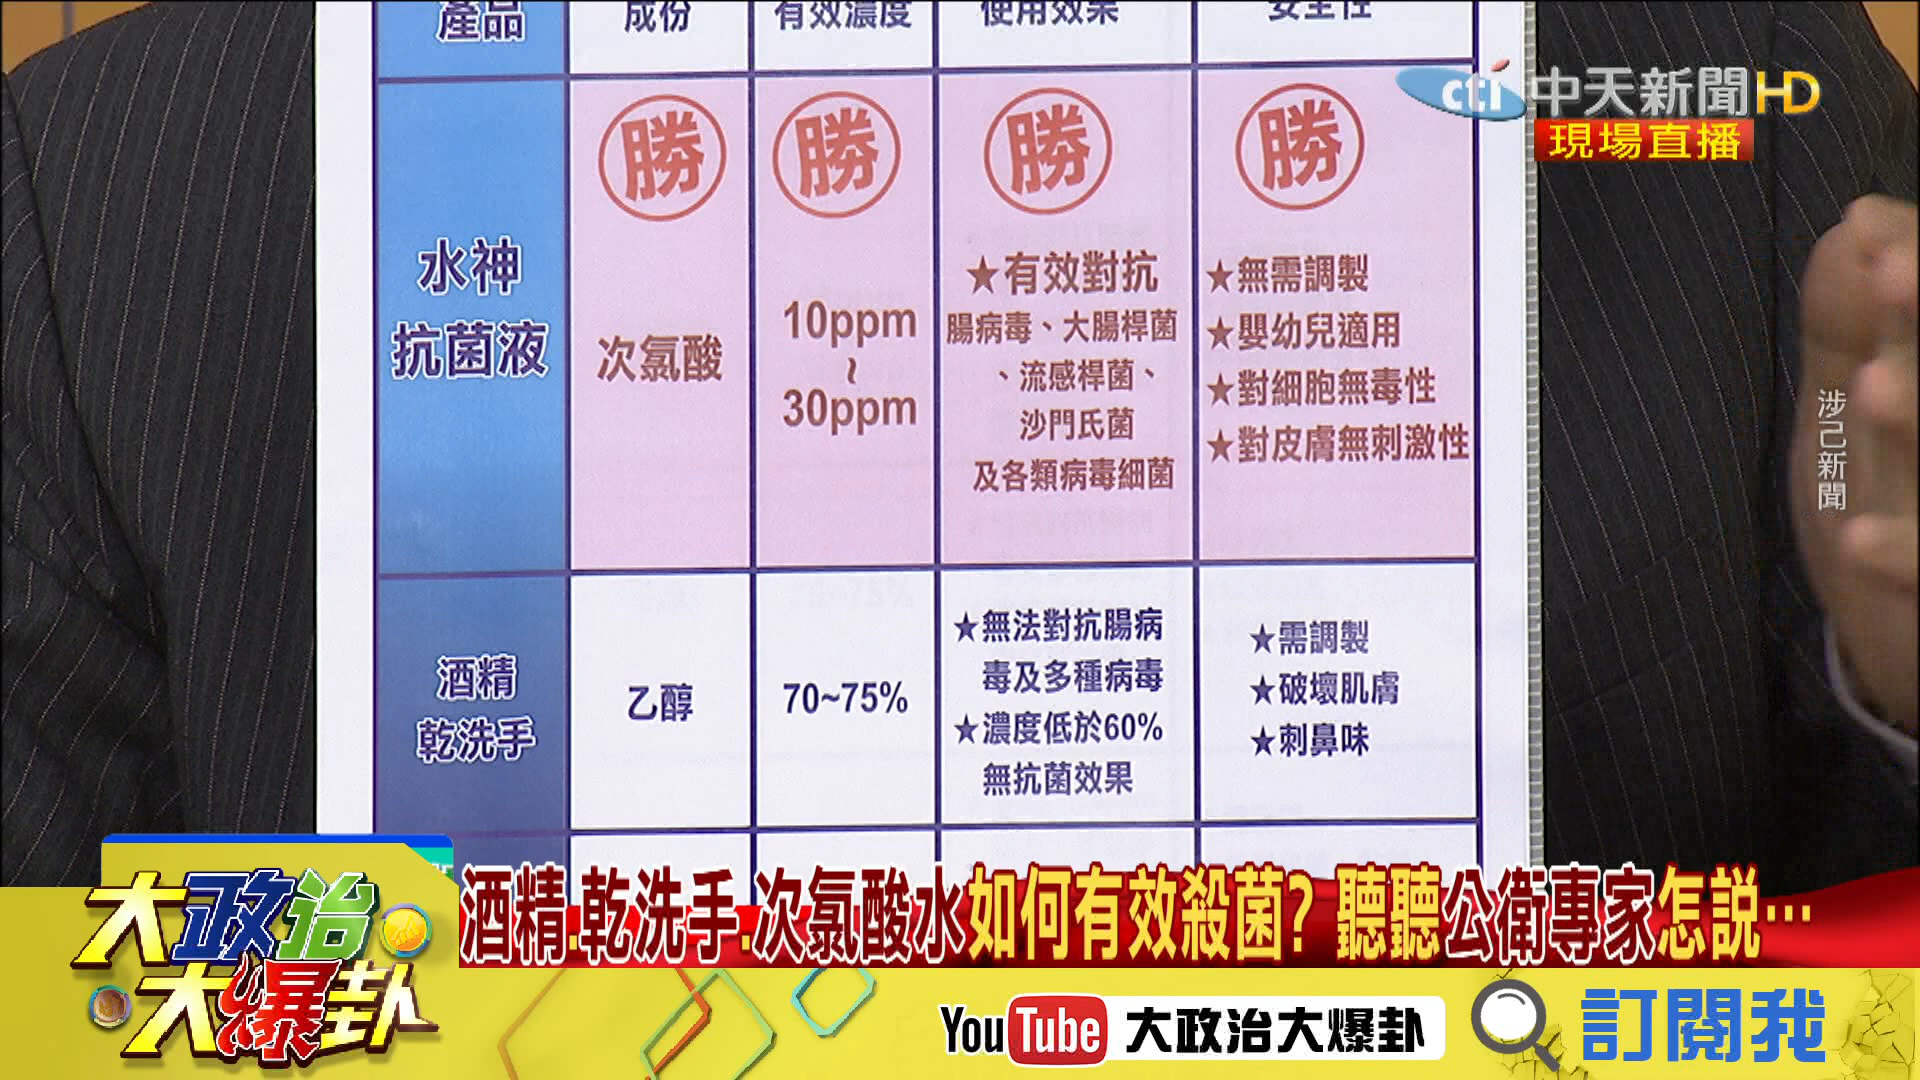 產品
成份
有效濃度
使用效果
安全性
水神
抗菌液
勝
次氯酸
勝
10ppm
~
30ppm
勝
★有效對抗
腸病毒、大腸桿菌
、流感桿菌、
沙門氏菌
及各類病毒細菌
勝
★無需調製
★嬰幼兒適用
★對細胞無毒性
★對皮膚無刺激性
酒精
乾洗手
乙醇
70~75%
★無法對抗腸病
毒及多種病毒
★濃度低於60%
無抗菌效果
★需調製
★破壞肌膚
★刺鼻味
cti 中天新聞HD
現場直播
涉己新聞
酒精.乾洗手.次氯酸水如何有效殺菌? 聽聽公衛專家怎説…
大政治
大爆卦
YouTube 大政治大爆卦
訂閱我